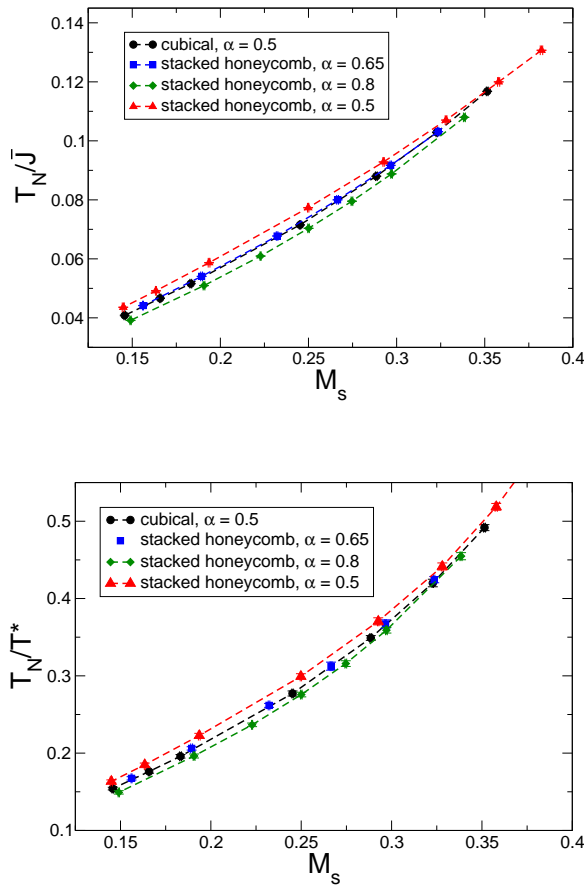 0.14
0.12
0.1
0.08
0.06
0.04
T_N/J̄
cubical, α = 0.5
stacked honeycomb, α = 0.65
stacked honeycomb, α = 0.8
stacked honeycomb, α = 0.5
0.15 0.2 0.25 0.3 0.35 0.4
M_s
0.5
0.4
0.3
0.2
0.1
T_N/T*
cubical, α = 0.5
stacked honeycomb, α = 0.65
stacked honeycomb, α = 0.8
stacked honeycomb, α = 0.5
0.15 0.2 0.25 0.3 0.35 0.4
M_s